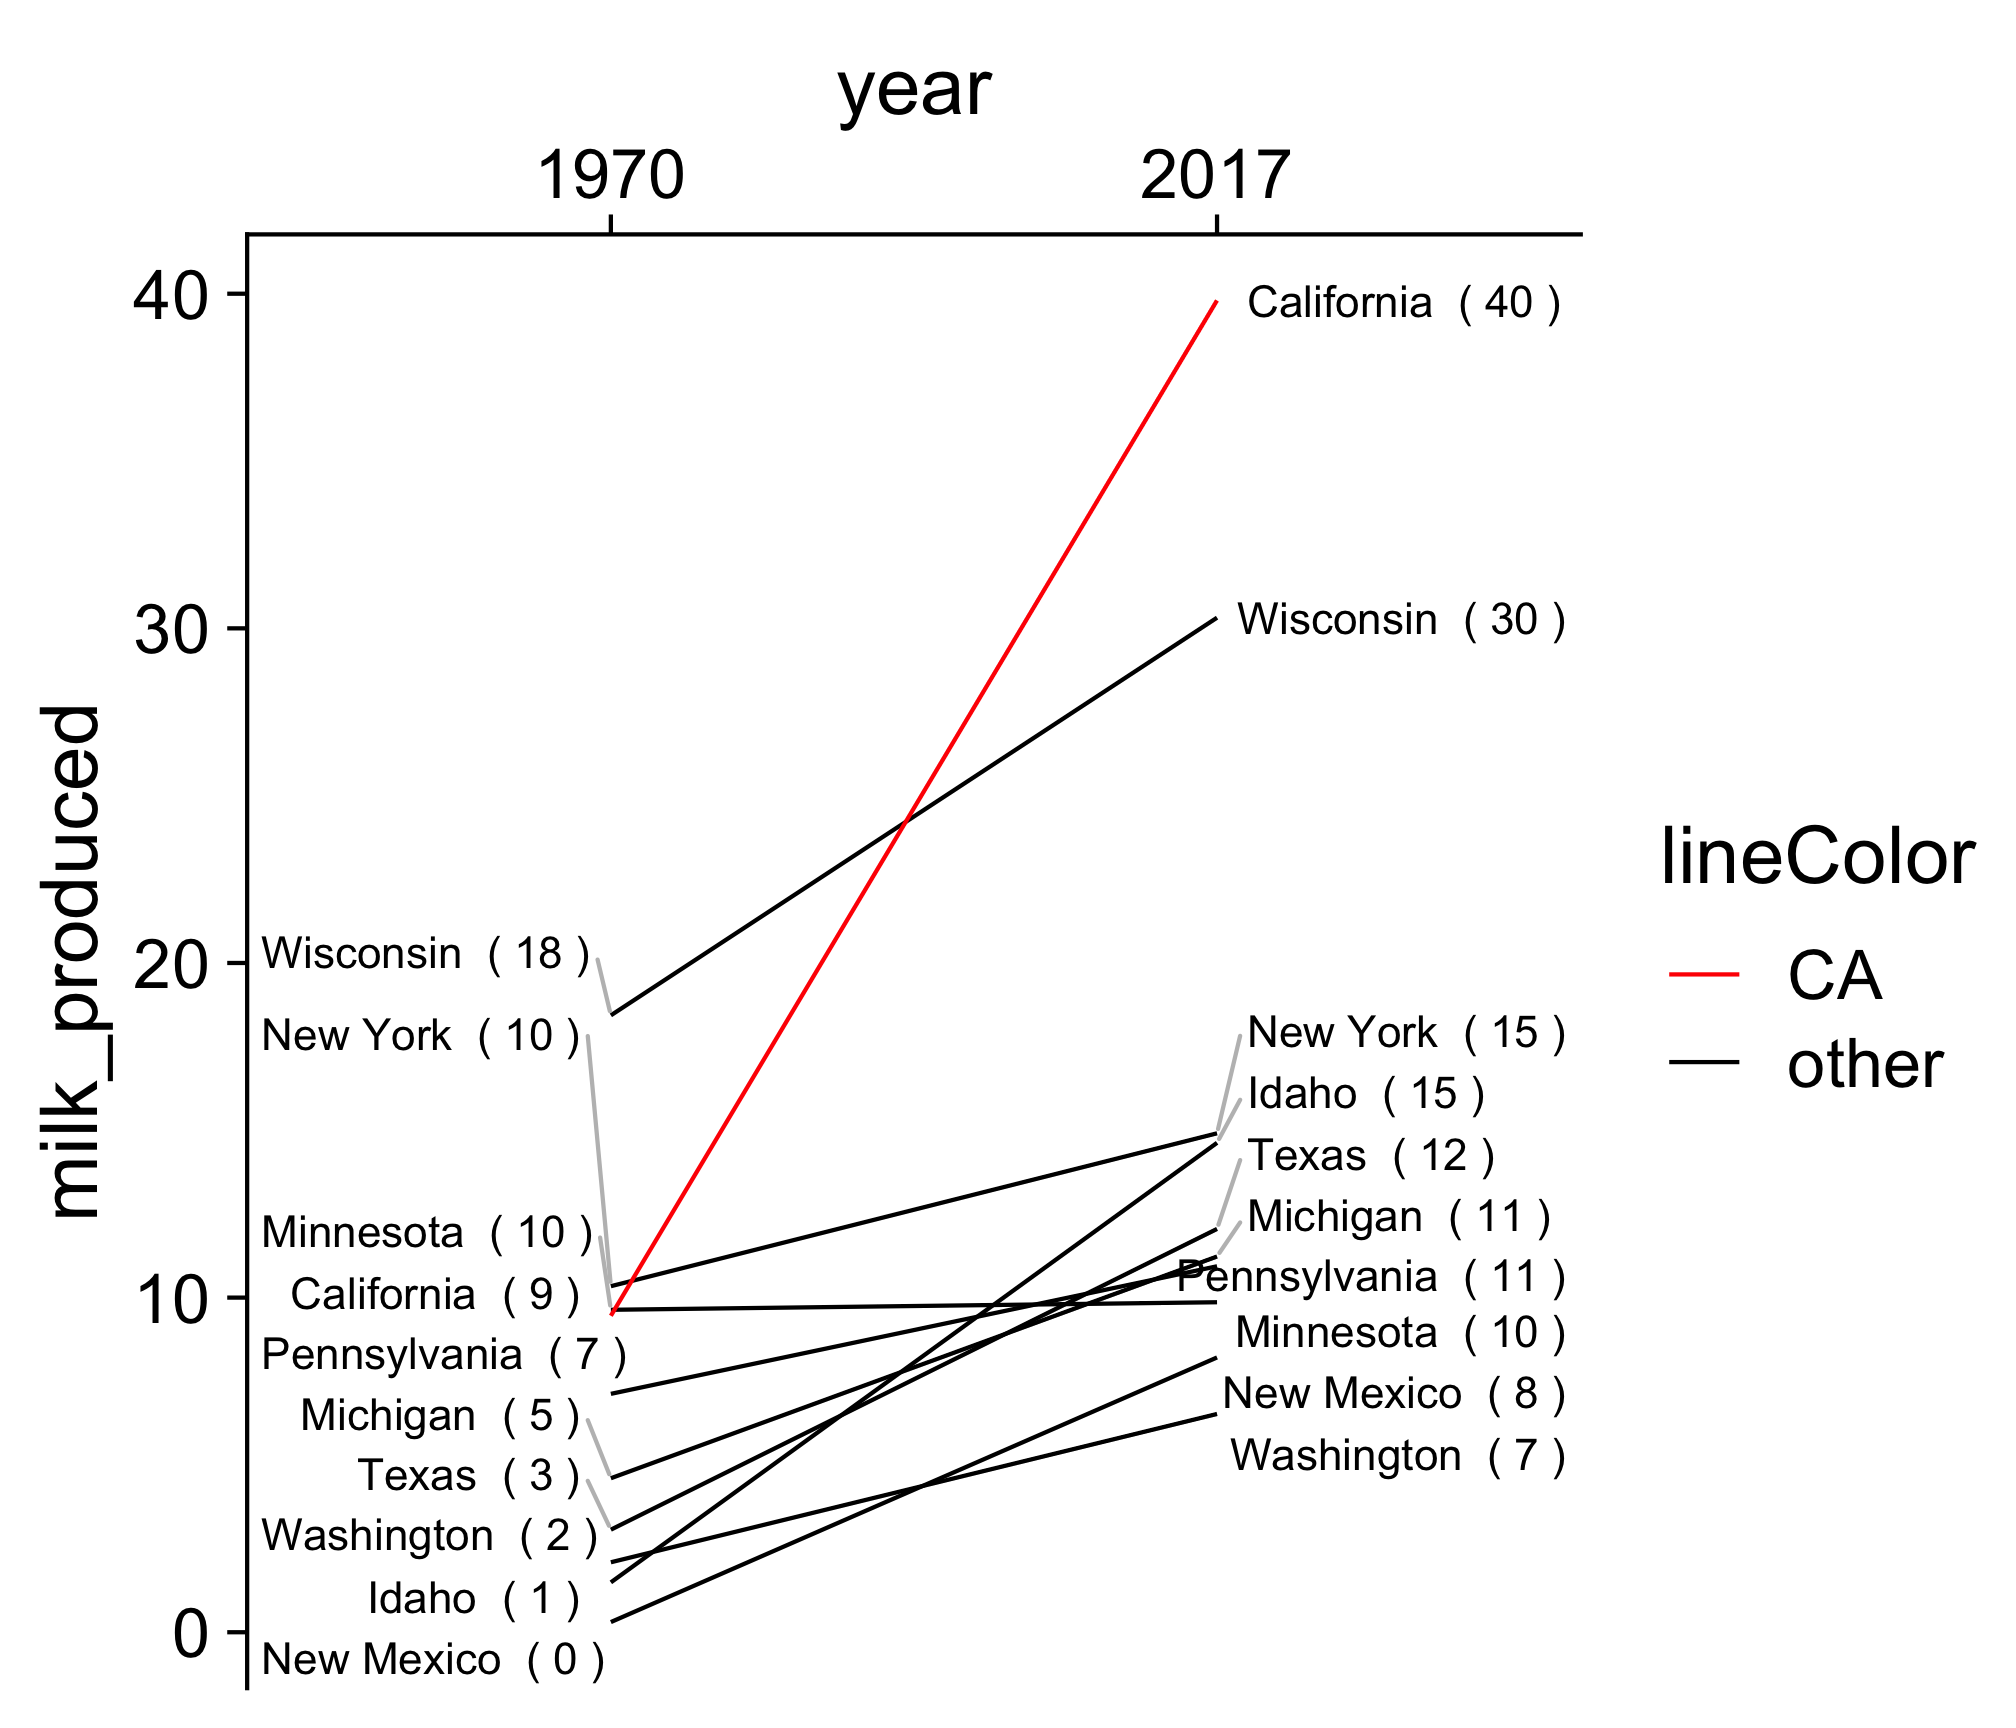 year
1970 2017
40
30
20
10
0
milk_produced
California ( 40 )
Wisconsin ( 30 )
Wisconsin ( 18 )
New York ( 10 )
Minnesota ( 10 )
California ( 9 )
Pennsylvania ( 7 )
Michigan ( 5 )
Texas ( 3 )
Washington ( 2 )
Idaho ( 1 )
New Mexico ( 0 )
New York ( 15 )
Idaho ( 15 )
Texas ( 12 )
Michigan ( 11 )
Pennsylvania ( 11 )
Minnesota ( 10 )
New Mexico ( 8 )
Washington ( 7 )
lineColor
CA
other